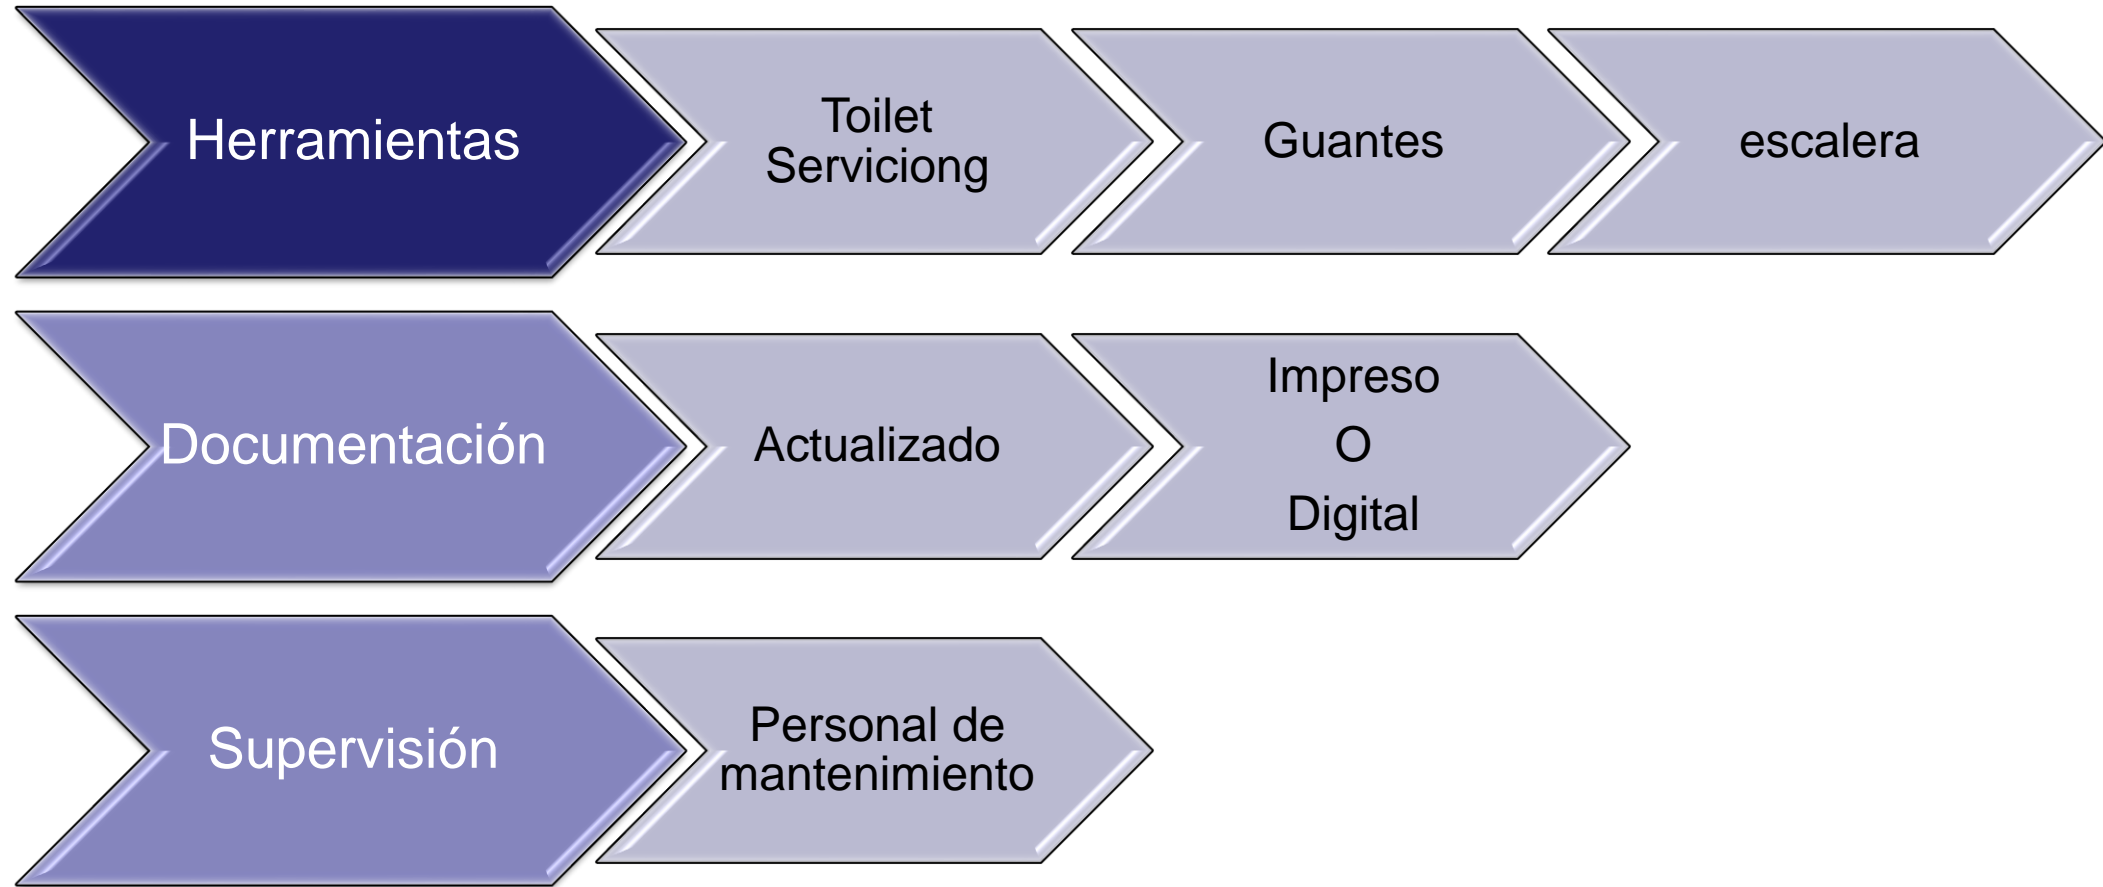 Herramientas
Toilet
Serviciong
Guantes
escalera
Documentación
Actualizado
Impreso
O
Digital
Supervisión
Personal de
mantenimiento